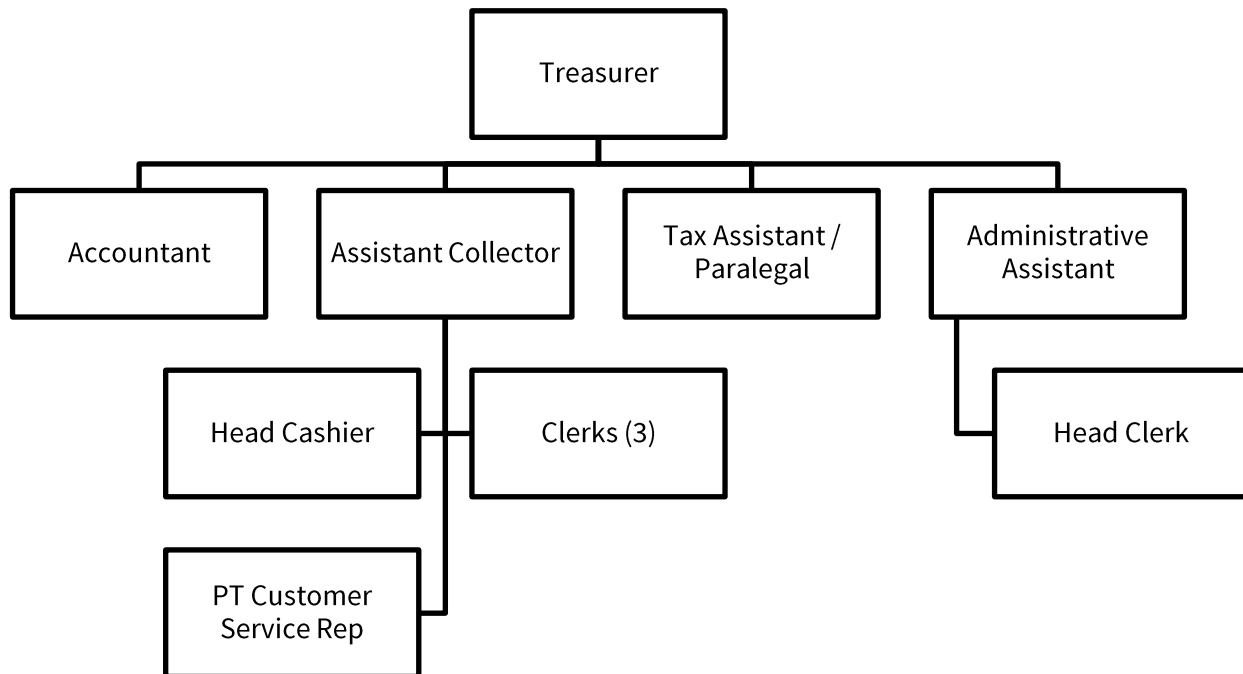 Treasurer
Accountant
Assistant Collector
Tax Assistant /
Paralegal
Administrative
Assistant
Head Cashier
Clerks (3)
Head Clerk
PT Customer
Service Rep